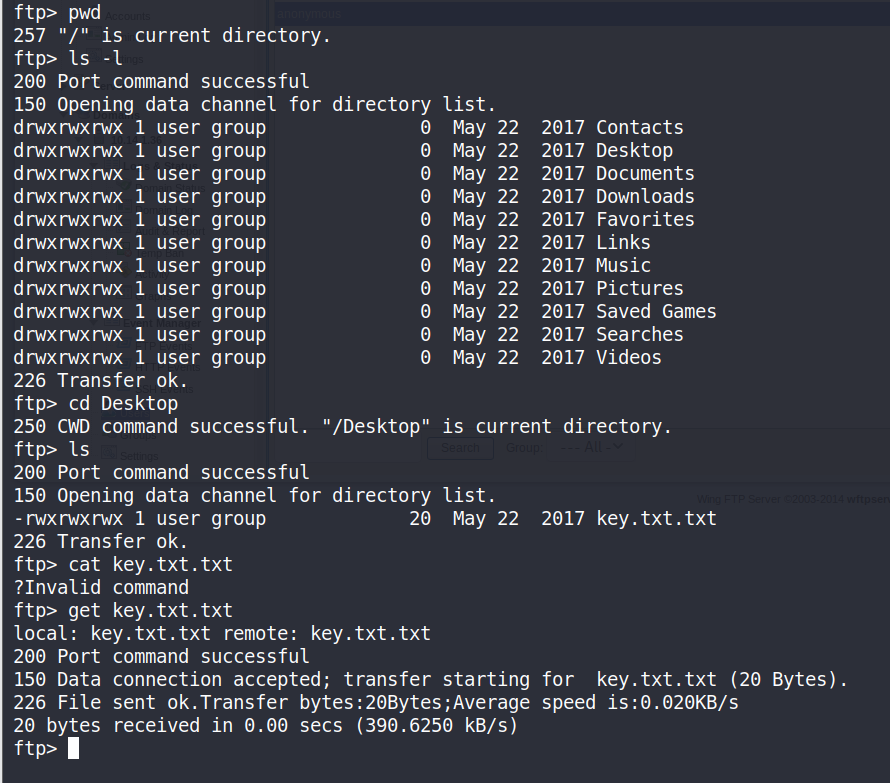 ftp> pwd
257 "/" is current directory.
ftp> ls -l
200 Port command successful
150 Opening data channel for directory list.
drwxrwxrwx 1 user group              0  May 22  2017 Contacts
drwxrwxrwx 1 user group              0  May 22  2017 Desktop
drwxrwxrwx 1 user group              0  May 22  2017 Documents
drwxrwxrwx 1 user group              0  May 22  2017 Downloads
drwxrwxrwx 1 user group              0  May 22  2017 Favorites
drwxrwxrwx 1 user group              0  May 22  2017 Links
drwxrwxrwx 1 user group              0  May 22  2017 Music
drwxrwxrwx 1 user group              0  May 22  2017 Pictures
drwxrwxrwx 1 user group              0  May 22  2017 Saved Games
drwxrwxrwx 1 user group              0  May 22  2017 Searches
drwxrwxrwx 1 user group              0  May 22  2017 Videos
226 Transfer ok.
ftp> cd Desktop
250 CWD command successful. "/Desktop" is current directory.
ftp> ls
Search Group: --- All --
200 Port command successful
150 Opening data channel for directory list.
Wing FTP Server ©2003-2014
-rwxrwxrwx 1 user group             20  May 22  2017 key.txt.txt
226 Transfer ok.
ftp> cat key.txt.txt
?Invalid command
ftp> get key.txt.txt
local: key.txt.txt remote: key.txt.txt
200 Port command successful
150 Data connection accepted; transfer starting for  key.txt.txt (20 Bytes).
226 File sent ok.Transfer bytes:20Bytes;Average speed is:0.020KB/s
20 bytes received in 0.00 secs (390.6250 kB/s)
ftp>